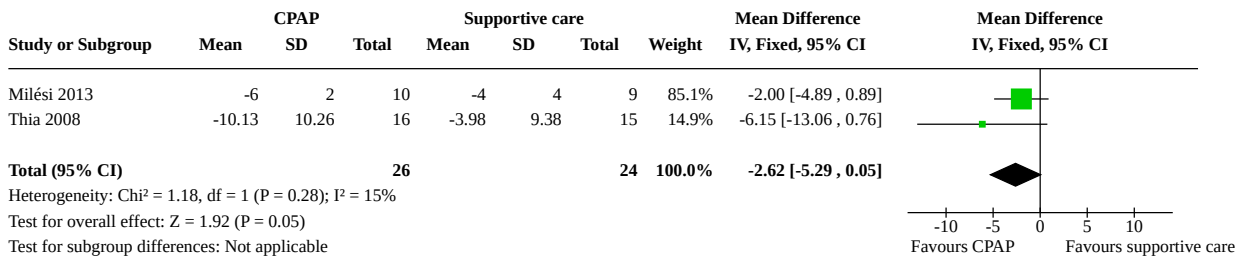 CPAP Supportive care Mean Difference Mean Difference
Study or Subgroup Mean SD Total Mean SD Total Weight IV, Fixed, 95% CI IV, Fixed, 95% CI
Milési 2013 -6 2 10 -4 4 9 85.1% -2.00 [-4.89 , 0.89]
Thia 2008 -10.13 10.26 16 -3.98 9.38 15 14.9% -6.15 [-13.06 , 0.76]
Total (95% CI) 26 24 100.0% -2.62 [-5.29 , 0.05]
Heterogeneity: Chi² = 1.18, df = 1 (P = 0.28); I² = 15%
Test for overall effect: Z = 1.92 (P = 0.05)
Test for subgroup differences: Not applicable
-10 -5 0 5 10
Favours CPAP Favours supportive care